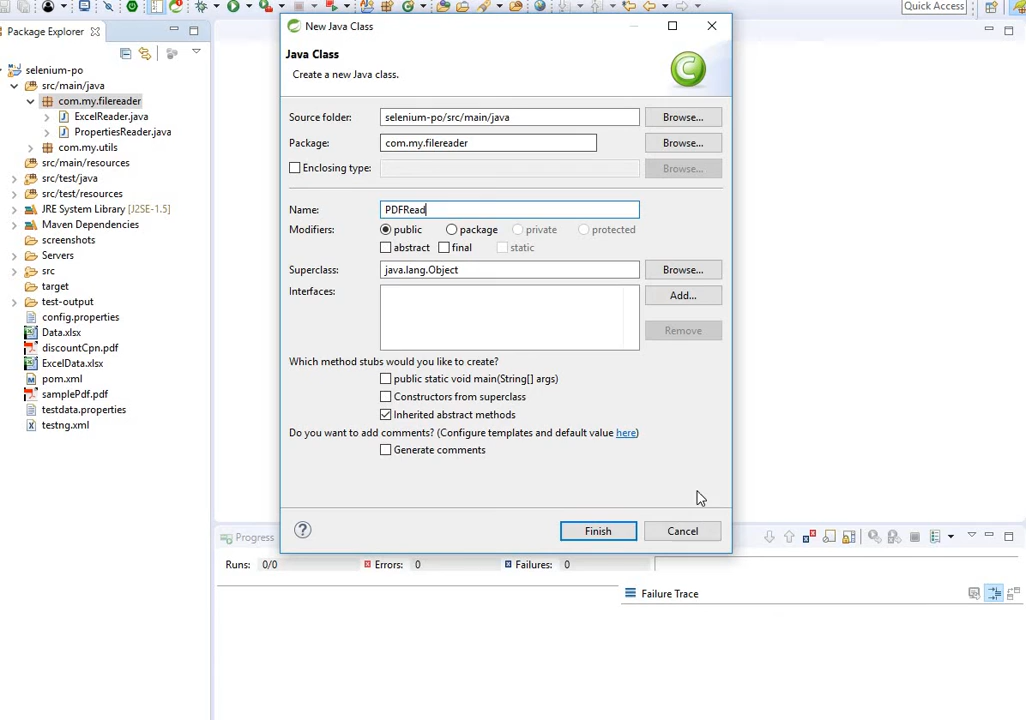 Quick Access
Package Explorer
selenium-po
src/main/java
com.my.filereader
ExcelReader.java
PropertiesReader.java
com.my.utils
src/main/resources
src/test/java
src/test/resources
JRE System Library [J2SE-1.5]
Maven Dependencies
screenshots
Servers
src
target
test-output
config.properties
Data.xlsx
discountCpn.pdf
ExcelData.xlsx
pom.xml
samplePdf.pdf
testdata.properties
testng.xml
New Java Class
Java Class
Create a new Java class.
Source folder: selenium-po/src/main/java Browse...
Package: com.my.filereader Browse...
Enclosing type: Browse...
Name: PDFRead
Modifiers: public package private protected
abstract final static
Superclass: java.lang.Object Browse...
Interfaces: Add...
Remove
Which method stubs would you like to create?
public static void main(String[] args)
Constructors from superclass
Inherited abstract methods
Do you want to add comments? (Configure templates and default value here)
Generate comments
? Finish Cancel
Progress
Runs: 0/0 Errors: 0 Failures: 0
Failure Trace